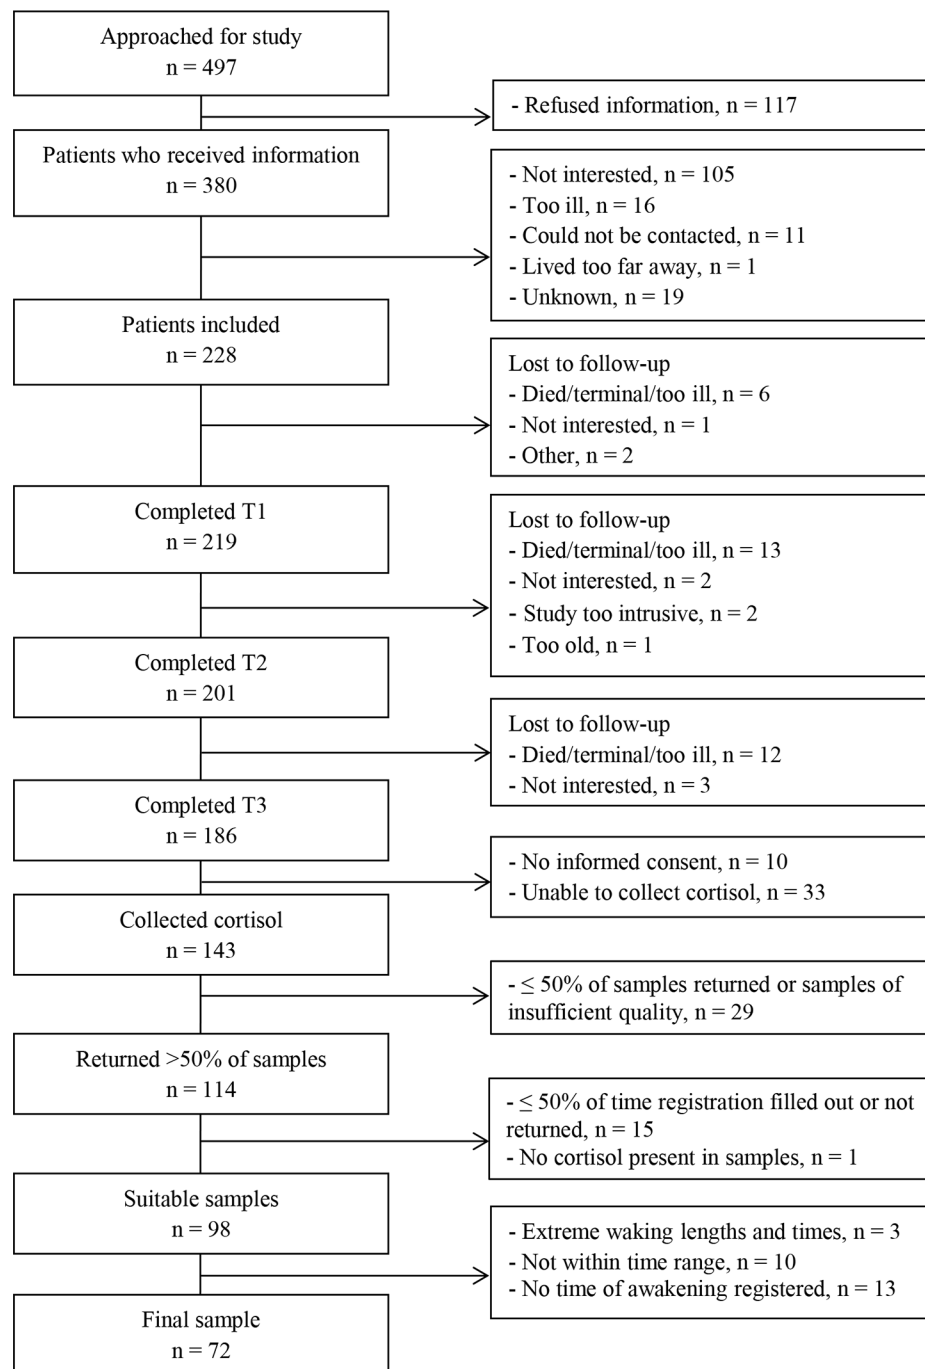 Approached for study
n = 497
- Refused information, n = 117
Patients who received information
n = 380
- Not interested, n = 105
- Too ill, n = 16
- Could not be contacted, n = 11
- Lived too far away, n = 1
- Unknown, n = 19
Patients included
n = 228
Lost to follow-up
- Died/terminal/too ill, n = 6
- Not interested, n = 1
- Other, n = 2
Completed T1
n = 219
Lost to follow-up
- Died/terminal/too ill, n = 13
- Not interested, n = 2
- Study too intrusive, n = 2
- Too old, n = 1
Completed T2
n = 201
Lost to follow-up
- Died/terminal/too ill, n = 12
- Not interested, n = 3
Completed T3
n = 186
- No informed consent, n = 10
- Unable to collect cortisol, n = 33
Collected cortisol
n = 143
- ≤ 50% of samples returned or samples of
insufficient quality, n = 29
Returned >50% of samples
n = 114
- ≤ 50% of time registration filled out or not
returned, n = 15
- No cortisol present in samples, n = 1
Suitable samples
n = 98
- Extreme waking lengths and times, n = 3
- Not within time range, n = 10
- No time of awakening registered, n = 13
Final sample
n = 72